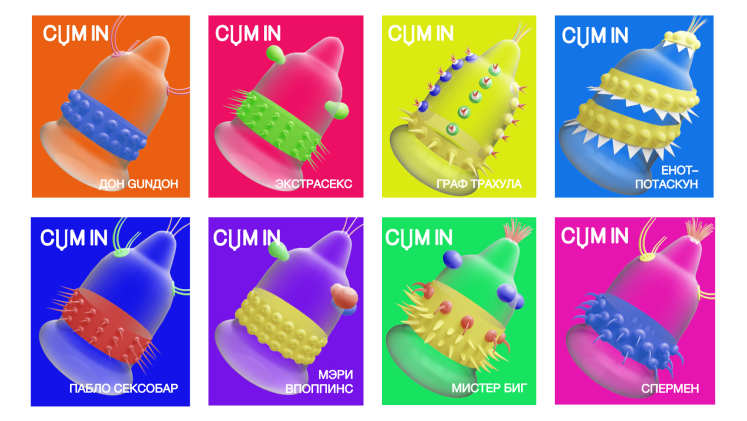 CUM IN
ДОН GUNДОН
CUM IN
ЭКСТРАСЕКС
CUM IN
ГРАФ ТРАХУЛА
CUM IN
ЕНОТ–
ПОТАСКУН
CUM IN
ПАБЛО СЕКСОБАР
CUM IN
МЭРИ
ВПОППИНС
CUM IN
МИСТЕР БИГ
CUM IN
СПЕРМЕН